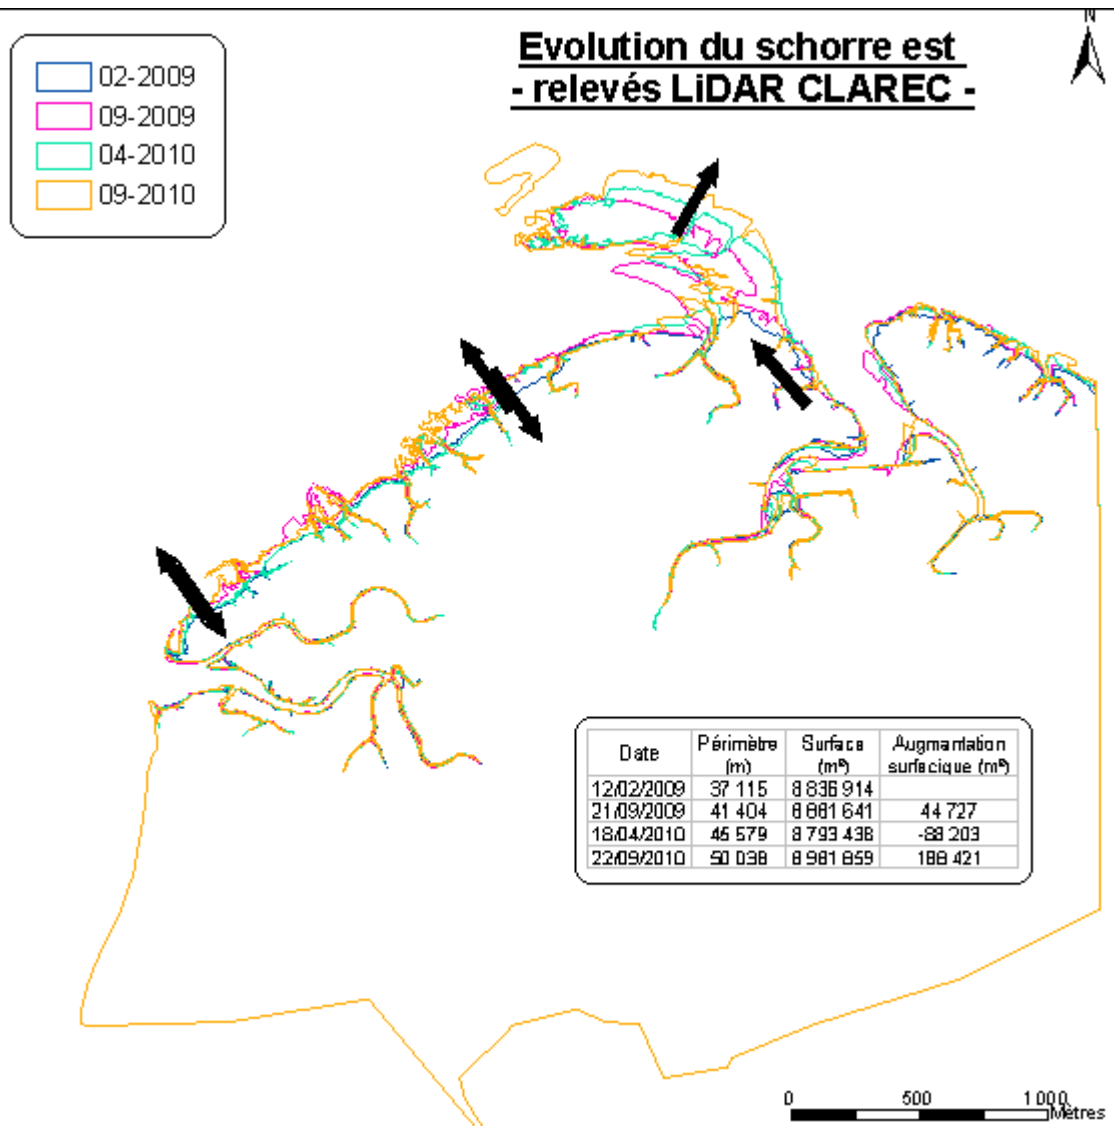 N
Evolution du schorre est
- relevés LiDAR CLAREC -
02-2009
09-2009
04-2010
09-2010
Date Périmètre (m) Surface (m²) Augmantation surfacique (m²)
12/02/2009 37 115 8 836 914
21/09/2009 41 404 8 881 641 44 727
18/04/2010 45 579 8 793 438 -88 203
22/09/2010 50 038 8 981 859 188 421
0 500 1 000
Mètres